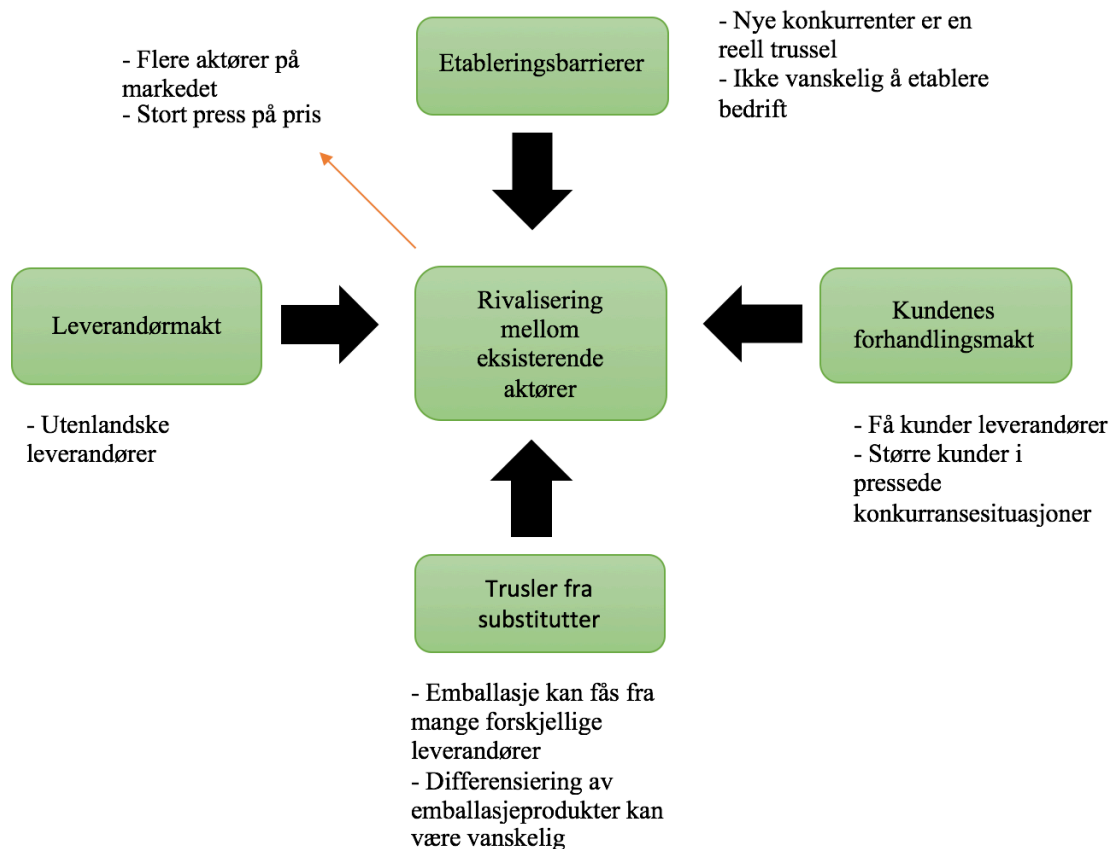 Etableringsbarrierer
- Nye konkurrenter er en
reell trussel
- Ikke vanskelig å etablere
bedrift
- Flere aktører på
markedet
- Stort press på pris
Leverandørmakt
- Utenlandske
leverandører
Rivalisering
mellom
eksisterende
aktører
Kundenes
forhandlingsmakt
- Få kunder leverandører
- Større kunder i
pressede
konkurransesituasjoner
Trusler fra
substitutter
- Emballasje kan fås fra
mange forskjellige
leverandører
- Differensiering av
emballasjeprodukter kan
være vanskelig